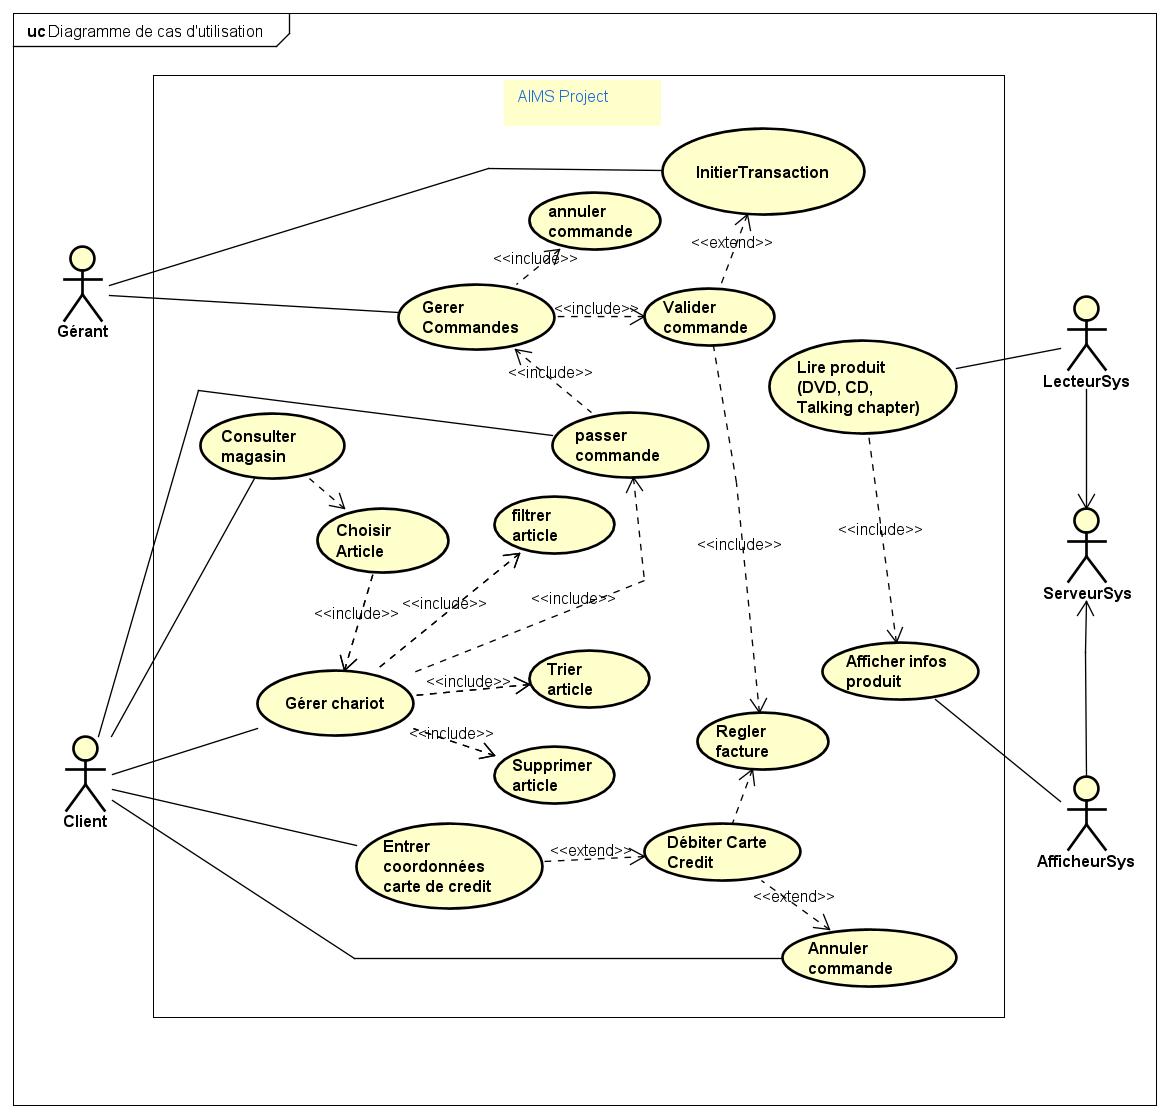 uc Diagramme de cas d'utilisation
AIMS Project
InitierTransaction
annuler
commande
<<extend>>
<<include>>
Gérant
Gerer
Commandes
<<include>>
Valider
commande
<<include>>
Lire produit
(DVD, CD,
Talking chapter)
LecteurSys
Consulter
magasin
passer
commande
Choisir
Article
filtrer
article
<<include>>
<<include>>
ServeurSys
<<include>>
<<include>>
<<include>>
Gérer chariot
<<include>>
Trier
article
Afficher infos
produit
<<include>>
Regler
facture
Supprimer
article
Client
Entrer
coordonnées
carte de credit
<<extend>>
Débiter Carte
Credit
AfficheurSys
<<extend>>
Annuler
commande